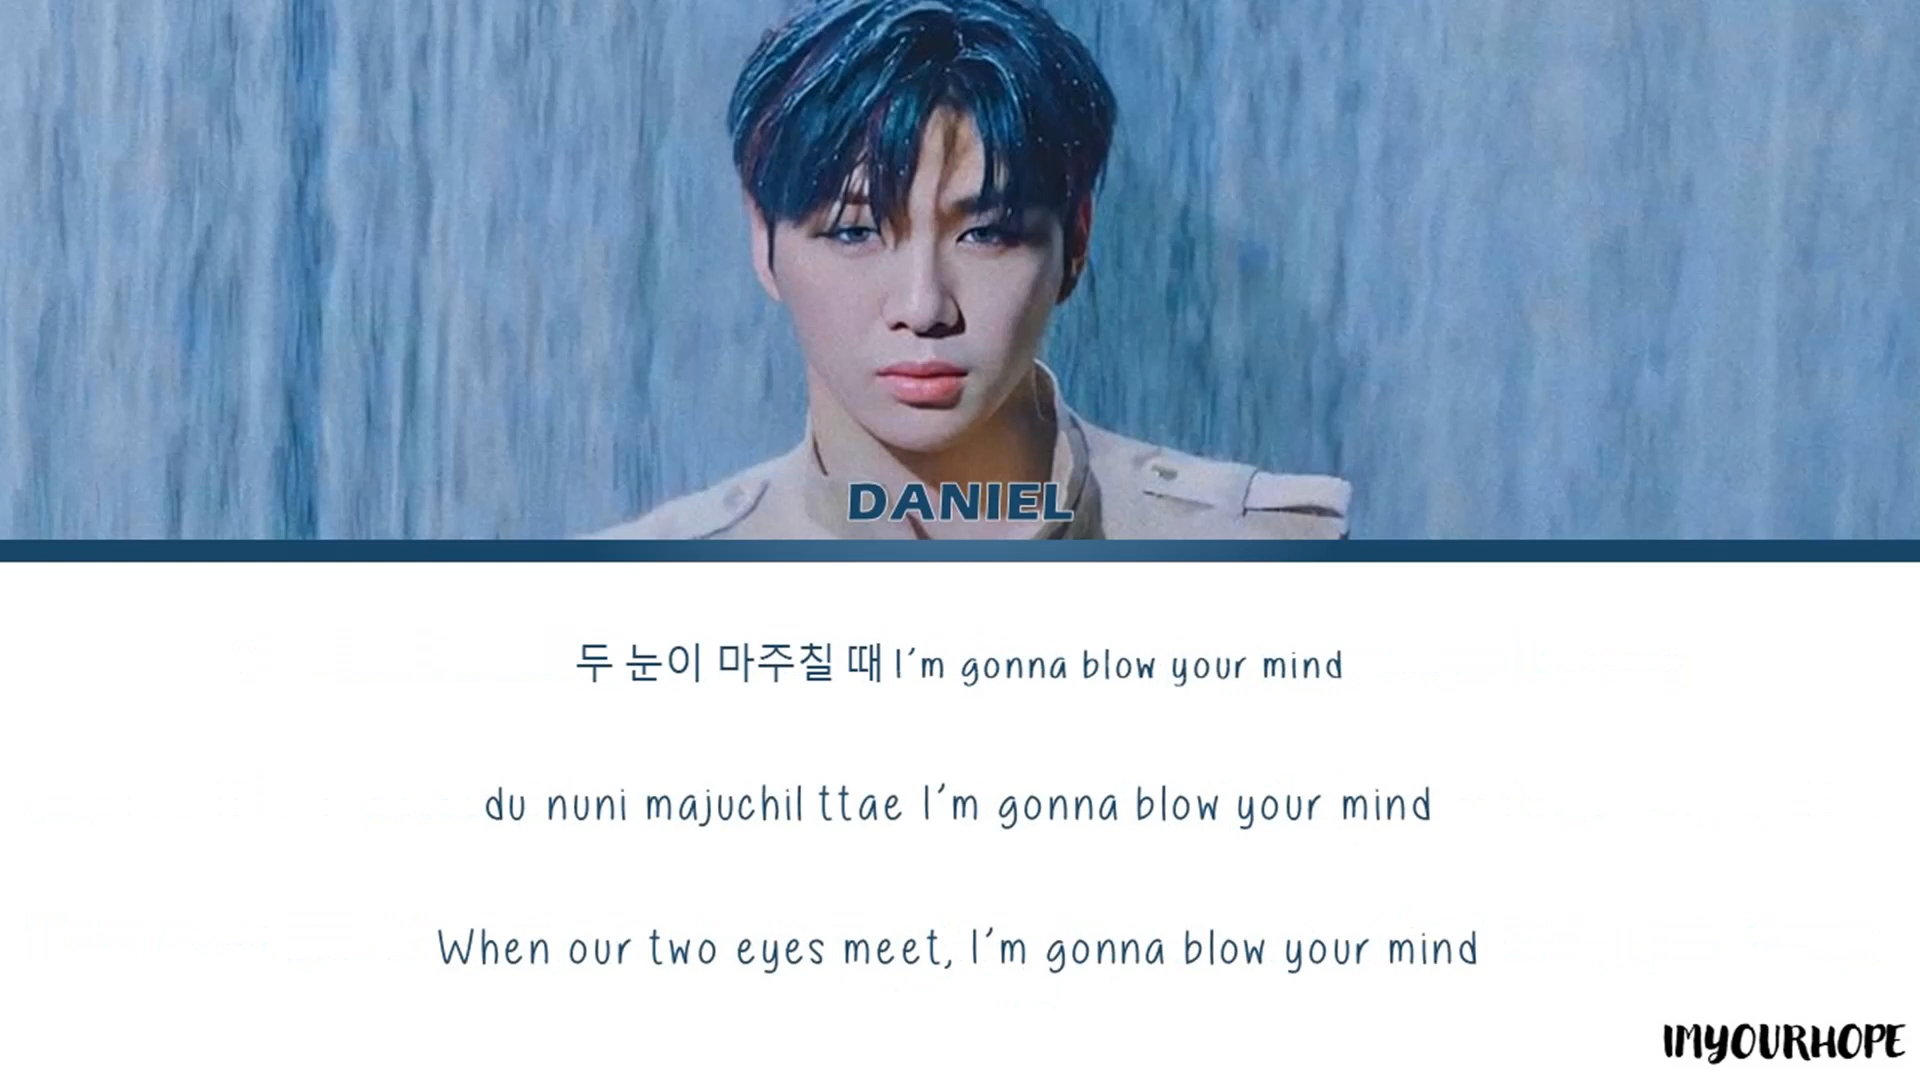 DANIEL
두 눈이 마주칠 때 I'm gonna blow your mind
du nuni majuchil ttae I'm gonna blow your mind
When our two eyes meet, I'm gonna blow your mind
IMYOURHOPE